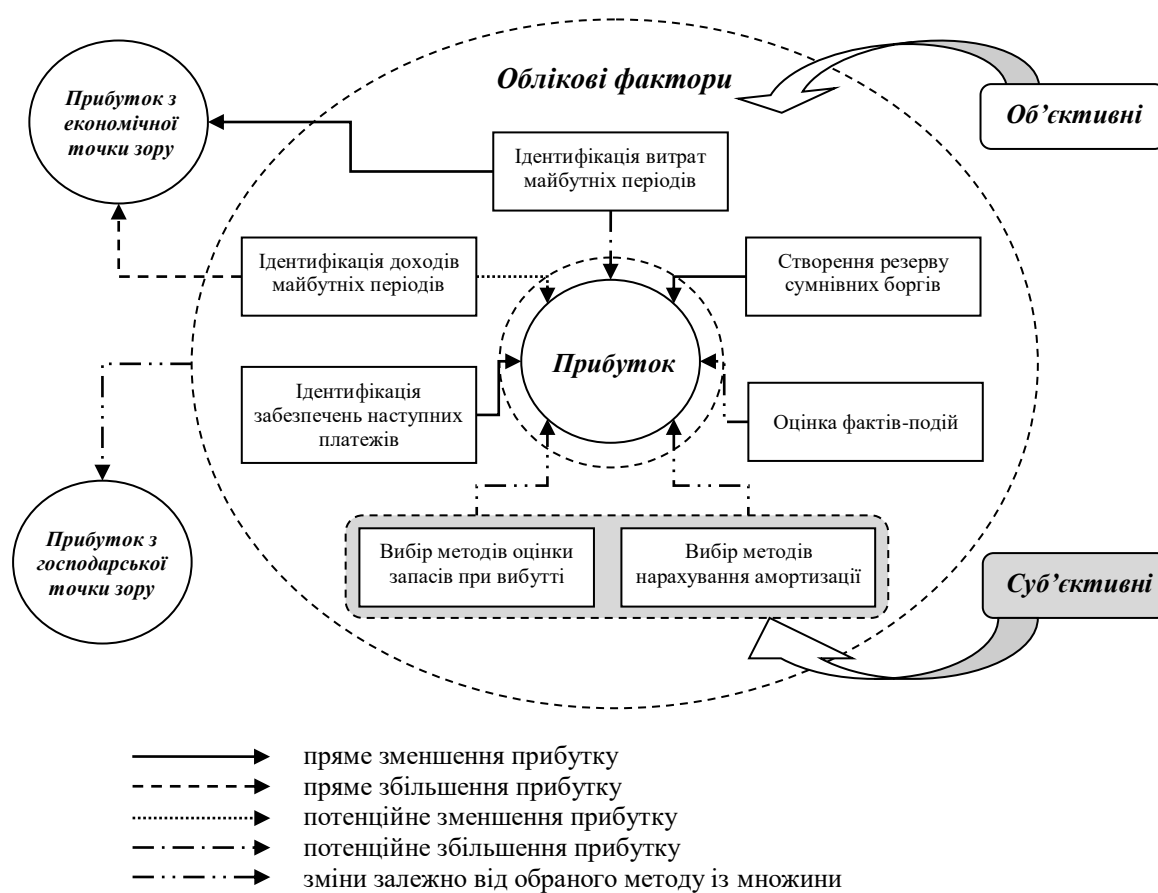 Облікові фактори
Прибуток з
економічної
точки зору
Об’єктивні
Ідентифікація витрат
майбутніх періодів
Ідентифікація доходів
майбутніх періодів
Створення резерву
сумнівних боргів
Прибуток
Ідентифікація
забезпечень наступних
платежів
Оцінка фактів-подій
Прибуток з
господарської
точки зору
Вибір методів оцінки
запасів при вибутті
Вибір методів
нарахування амортизації
Суб’єктивні
пряме зменшення прибутку
пряме збільшення прибутку
потенційне зменшення прибутку
потенційне збільшення прибутку
зміни залежно від обраного методу із множини